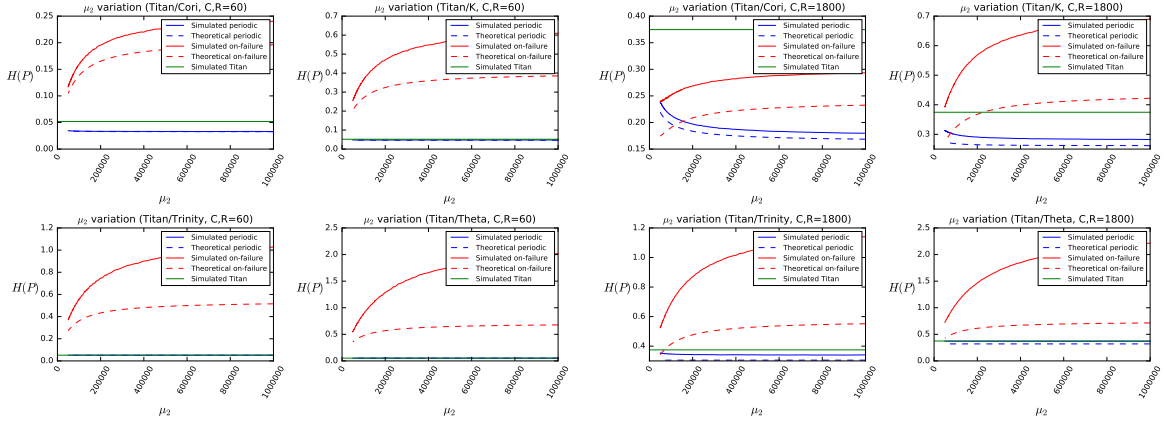 μ₂ variation (Titan/Cori, C,R=60)
H(P)
0.25
0.20
0.15
0.10
0.05
0.00
Simulated periodic
Theoretical periodic
Simulated on-failure
Theoretical on-failure
Simulated Titan
0
200000
400000
600000
800000
1000000
μ₂
μ₂ variation (Titan/K, C,R=60)
H(P)
0.7
0.6
0.5
0.4
0.3
0.2
0.1
0.0
Simulated periodic
Theoretical periodic
Simulated on-failure
Theoretical on-failure
Simulated Titan
0
200000
400000
600000
800000
1000000
μ₂
μ₂ variation (Titan/Cori, C,R=1800)
H(P)
0.40
0.35
0.30
0.25
0.20
0.15
Simulated periodic
Theoretical periodic
Simulated on-failure
Theoretical on-failure
Simulated Titan
0
200000
400000
600000
800000
1000000
μ₂
μ₂ variation (Titan/K, C,R=1800)
H(P)
0.7
0.6
0.5
0.4
0.3
Simulated periodic
Theoretical periodic
Simulated on-failure
Theoretical on-failure
Simulated Titan
0
200000
400000
600000
800000
1000000
μ₂
μ₂ variation (Titan/Trinity, C,R=60)
H(P)
1.2
1.0
0.8
0.6
0.4
0.2
0.0
Simulated periodic
Theoretical periodic
Simulated on-failure
Theoretical on-failure
Simulated Titan
0
200000
400000
600000
800000
1000000
μ₂
μ₂ variation (Titan/Theta, C,R=60)
H(P)
2.5
2.0
1.5
1.0
0.5
0.0
Simulated periodic
Theoretical periodic
Simulated on-failure
Theoretical on-failure
Simulated Titan
0
200000
400000
600000
800000
1000000
μ₂
μ₂ variation (Titan/Trinity, C,R=1800)
H(P)
1.2
1.0
0.8
0.6
0.4
Simulated periodic
Theoretical periodic
Simulated on-failure
Theoretical on-failure
Simulated Titan
0
200000
400000
600000
800000
1000000
μ₂
μ₂ variation (Titan/Theta, C,R=1800)
H(P)
2.5
2.0
1.5
1.0
0.5
0.0
Simulated periodic
Theoretical periodic
Simulated on-failure
Theoretical on-failure
Simulated Titan
0
200000
400000
600000
800000
1000000
μ₂